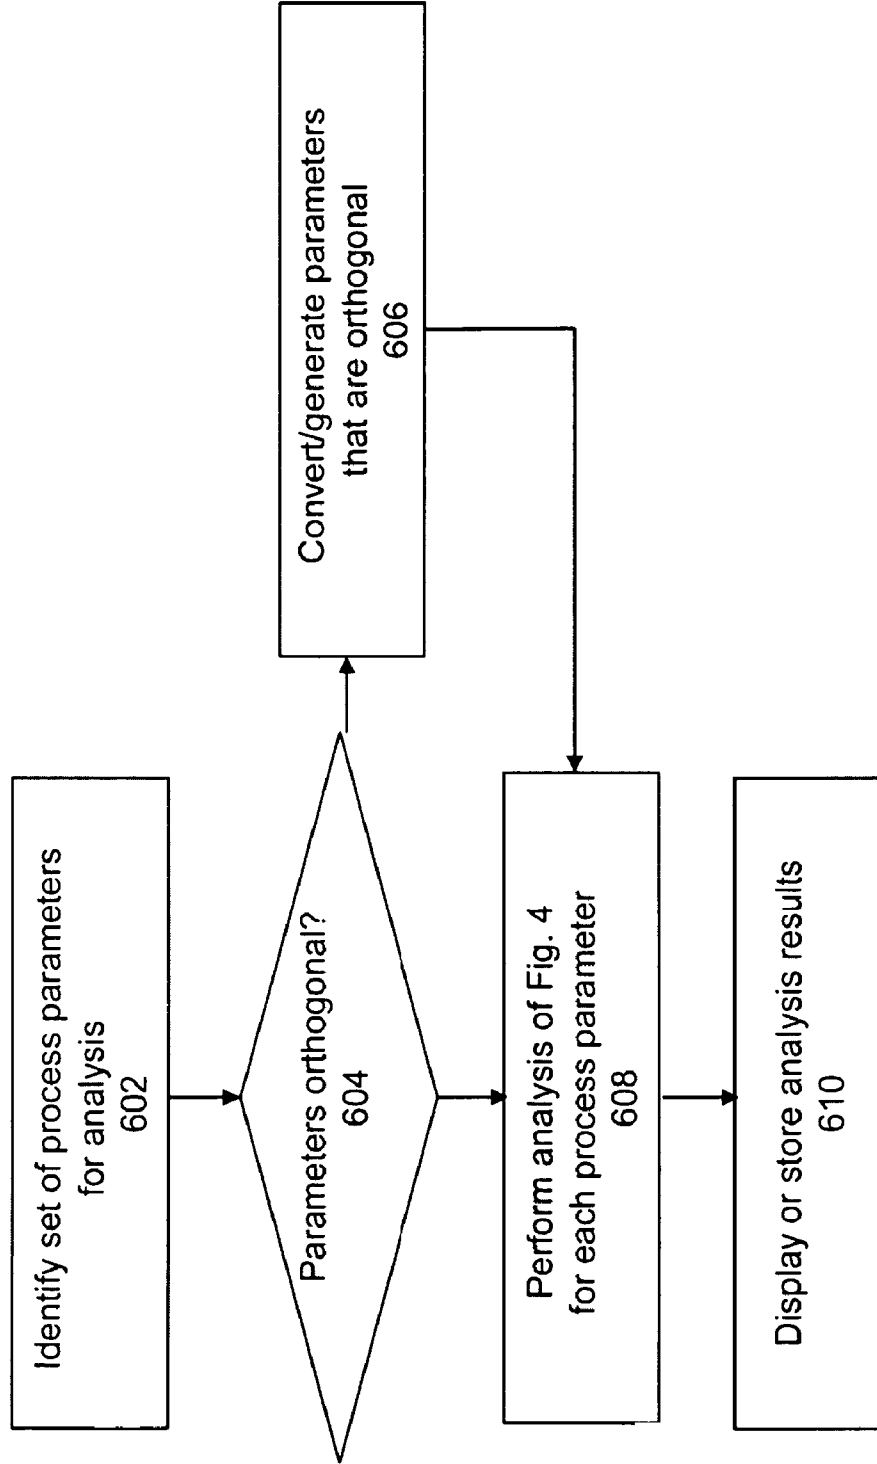 Identify set of process parameters
for analysis
602
Parameters orthogonal?
604
Convert/generate parameters
that are orthogonal
606
Perform analysis of Fig. 4
for each process parameter
608
Display or store analysis results
610